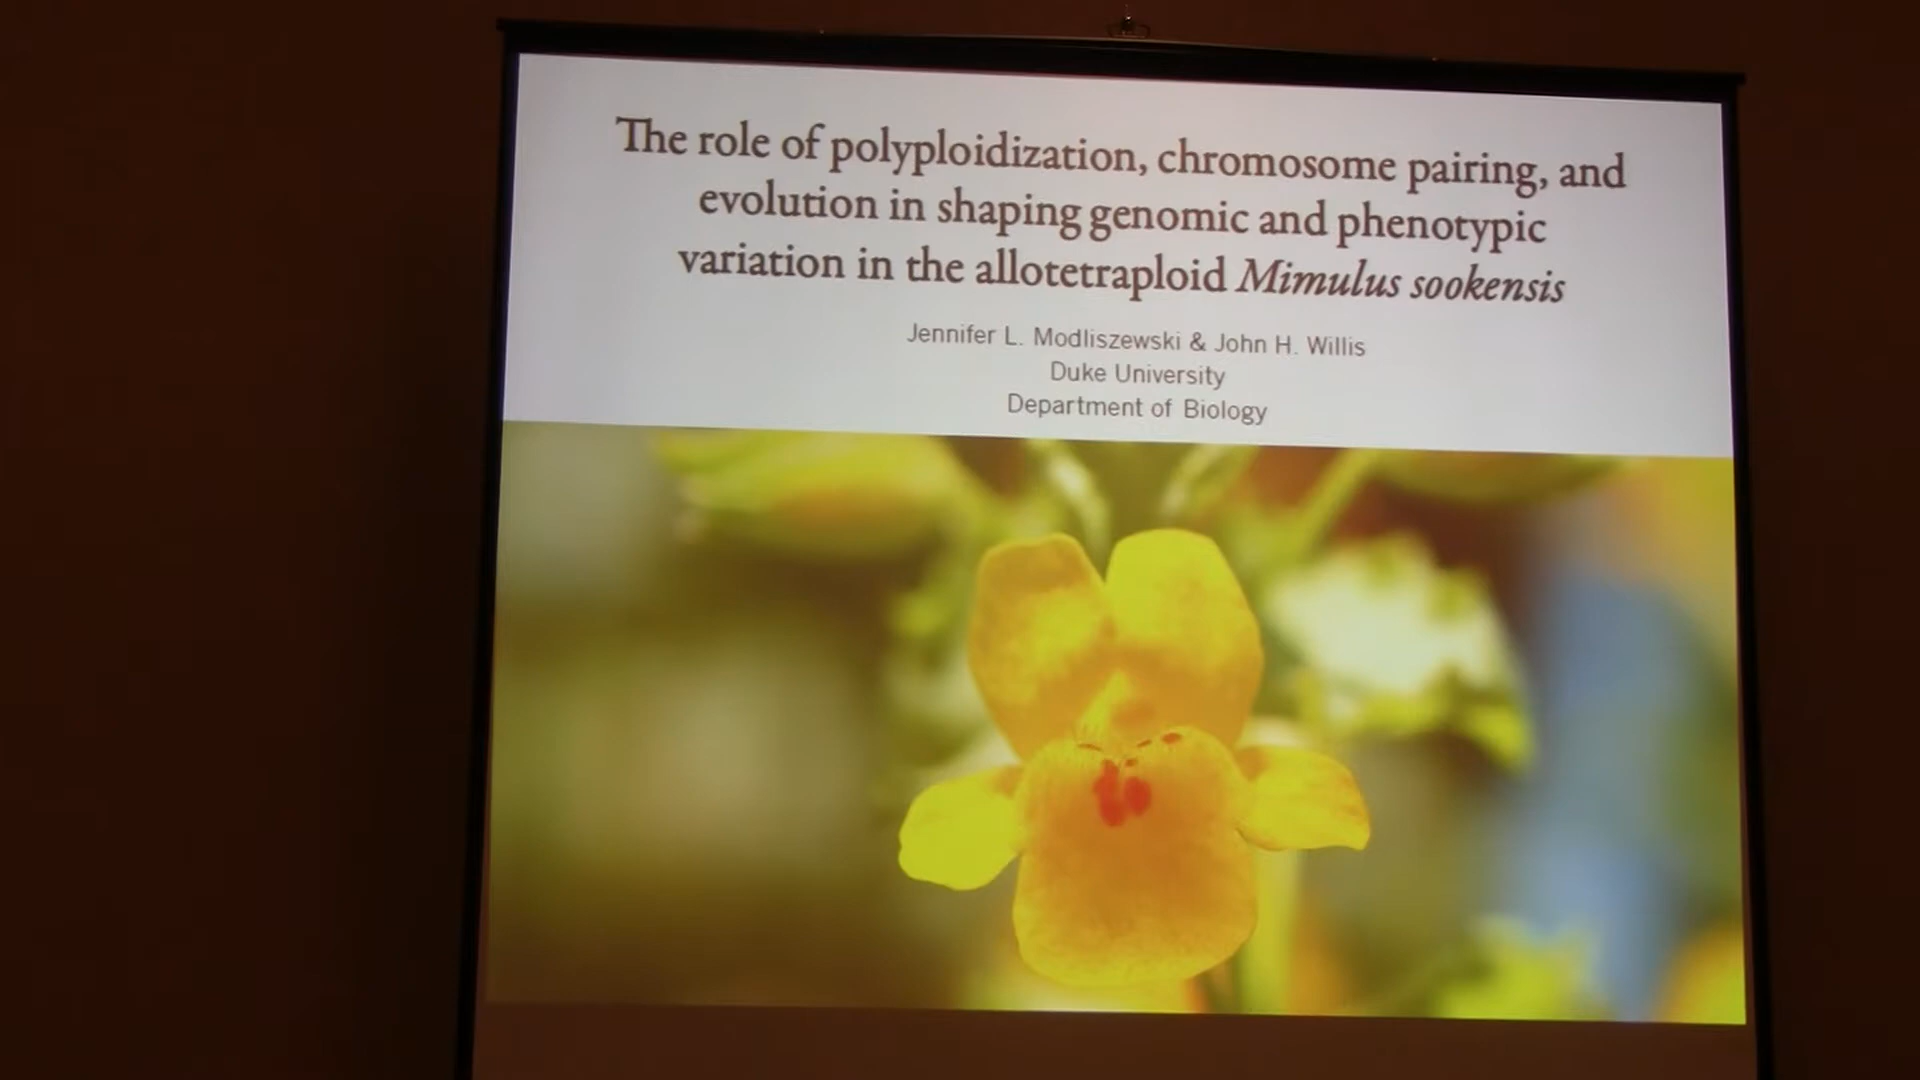 The role of polyploidization, chromosome pairing, and
evolution in shaping genomic and phenotypic
variation in the allotetraploid Mimulus sookensis
Jennifer L. Modliszewski & John H. Willis
Duke University
Department of Biology